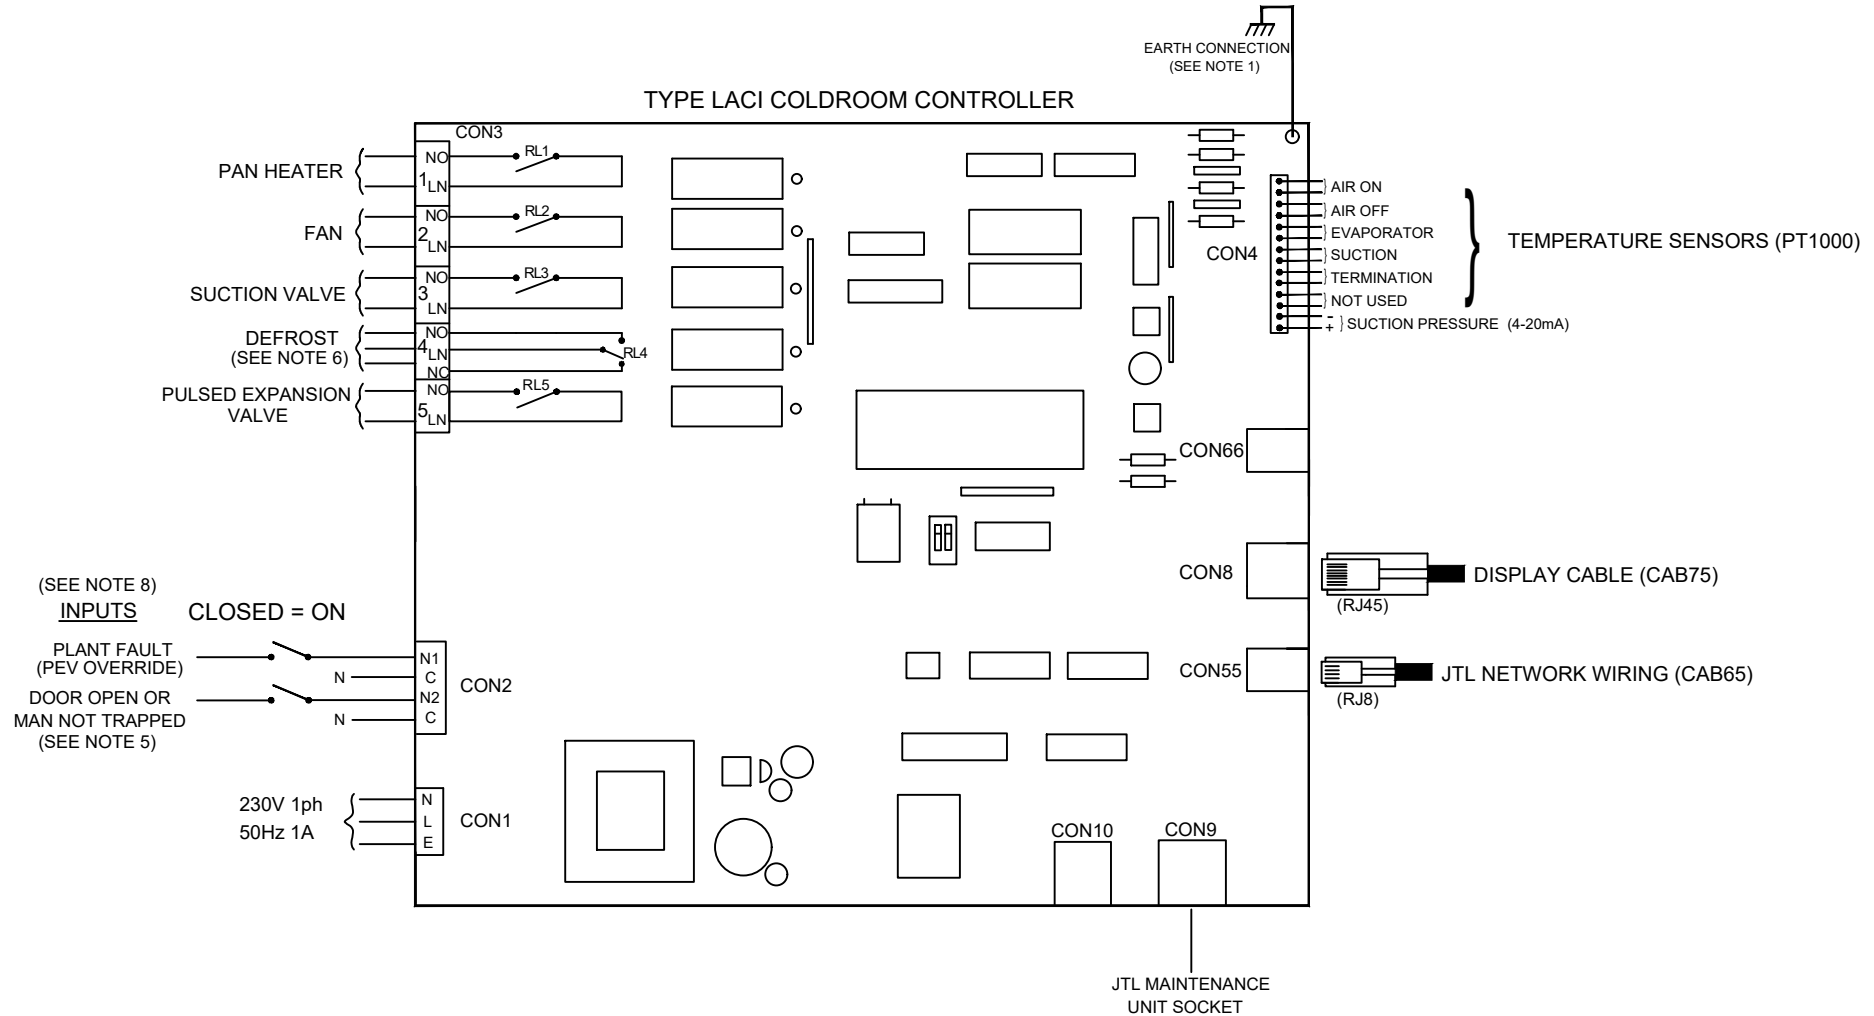 EARTH CONNECTION
(SEE NOTE 1)
TYPE LACI COLDROOM CONTROLLER
CON3
PAN HEATER
NO
1
LN
RL1
FAN
NO
2
LN
RL2
SUCTION VALVE
NO
3
LN
RL3
DEFROST
(SEE NOTE 6)
NO
4
LN
NC
RL4
PULSED EXPANSION
VALVE
NO
5
LN
RL5
CON4
AIR ON
AIR OFF
EVAPORATOR
SUCTION
TERMINATION
NOT USED
- +
SUCTION PRESSURE (4-20mA)
TEMPERATURE SENSORS (PT1000)
CON66
CON8
(RJ45)
DISPLAY CABLE (CAB75)
CON55
(RJ8)
JTL NETWORK WIRING (CAB65)
(SEE NOTE 8)
INPUTS CLOSED = ON
PLANT FAULT
(PEV OVERRIDE)
N
DOOR OPEN OR
MAN NOT TRAPPED
(SEE NOTE 5)
N
N1
C
N2
C
CON2
230V 1ph
50Hz 1A
N
L
E
CON1
CON10
CON9
JTL MAINTENANCE
UNIT SOCKET